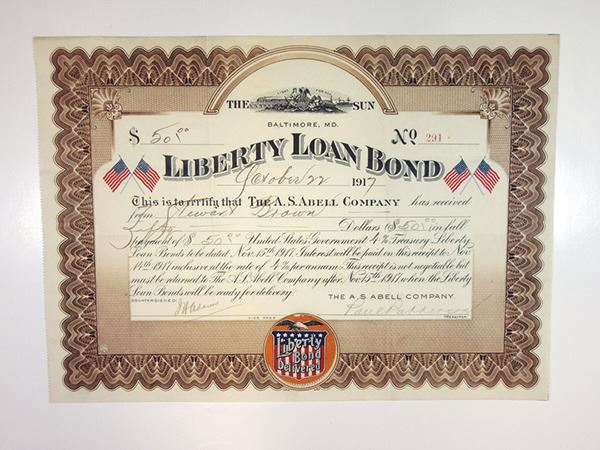 LIGHT FOR ALL
THE SUN
BALTIMORE, MD.
$ 50.00 No 291
LIBERTY LOAN BOND
October 22 1917
This is to certify that THE A. S. ABELL COMPANY has received
from Stewart Brown
Fifty Dollars ($ 50.00 in full
payment of $ 50.00 United States Government 4% Treasury Liberty
Loan Bonds to be dated Nov. 15th 1917. Interest will be paid on this receipt to Nov.
14th 1917 inclusive at the rate of 4% per annum. This receipt is not negotiable but
must be returned to The A. S. Abell Company after Nov. 15th 1917 when the Liberty
Loan Bonds will be ready for delivery.
COUNTERSIGNED THE A. S. ABELL COMPANY
VICE PRES. TREASURER
Liberty
Bond
Delivered